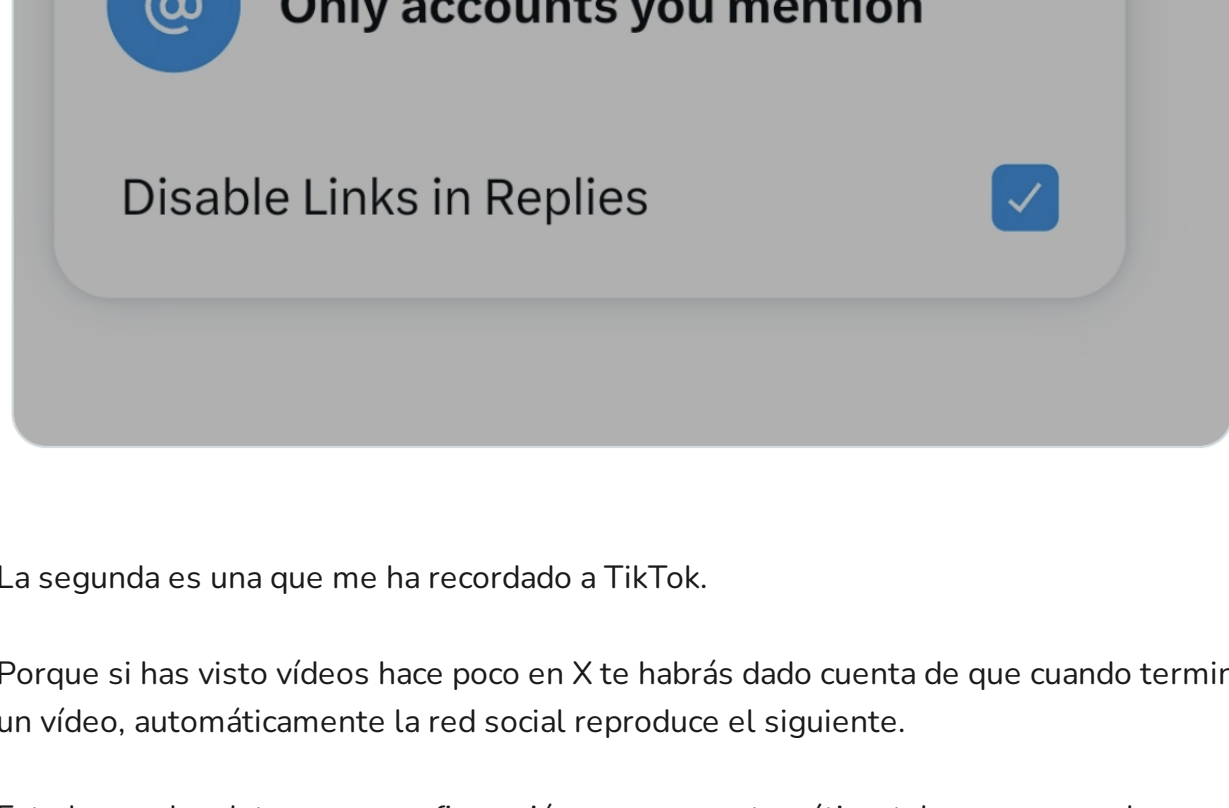 @ Only accounts you mention
Disable Links in Replies
La segunda es una que me ha recordado a TikTok.
Porque si has visto vídeos hace poco en X te habrás dado cuenta de que cuando termin
un vídeo, automáticamente la red social reproduce el siguiente.